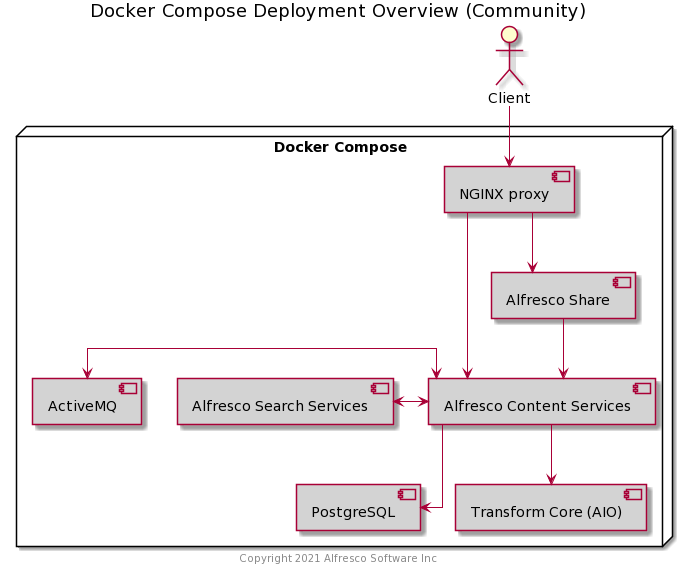 Docker Compose Deployment Overview (Community)
Client
Docker Compose
NGINX proxy
Alfresco Share
ActiveMQ
Alfresco Search Services
Alfresco Content Services
PostgreSQL
Transform Core (AIO)
Copyright 2021 Alfresco Software Inc